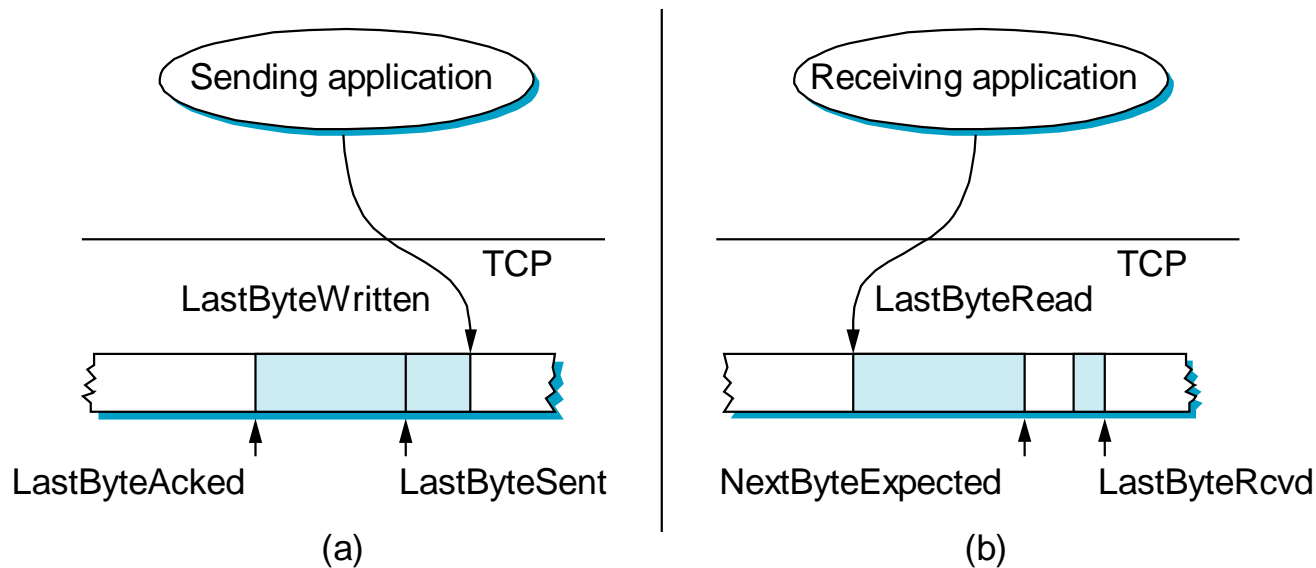 Sending application
TCP
LastByteWritten
LastByteAcked
LastByteSent
(a)
Receiving application
TCP
LastByteRead
NextByteExpected
LastByteRcvd
(b)